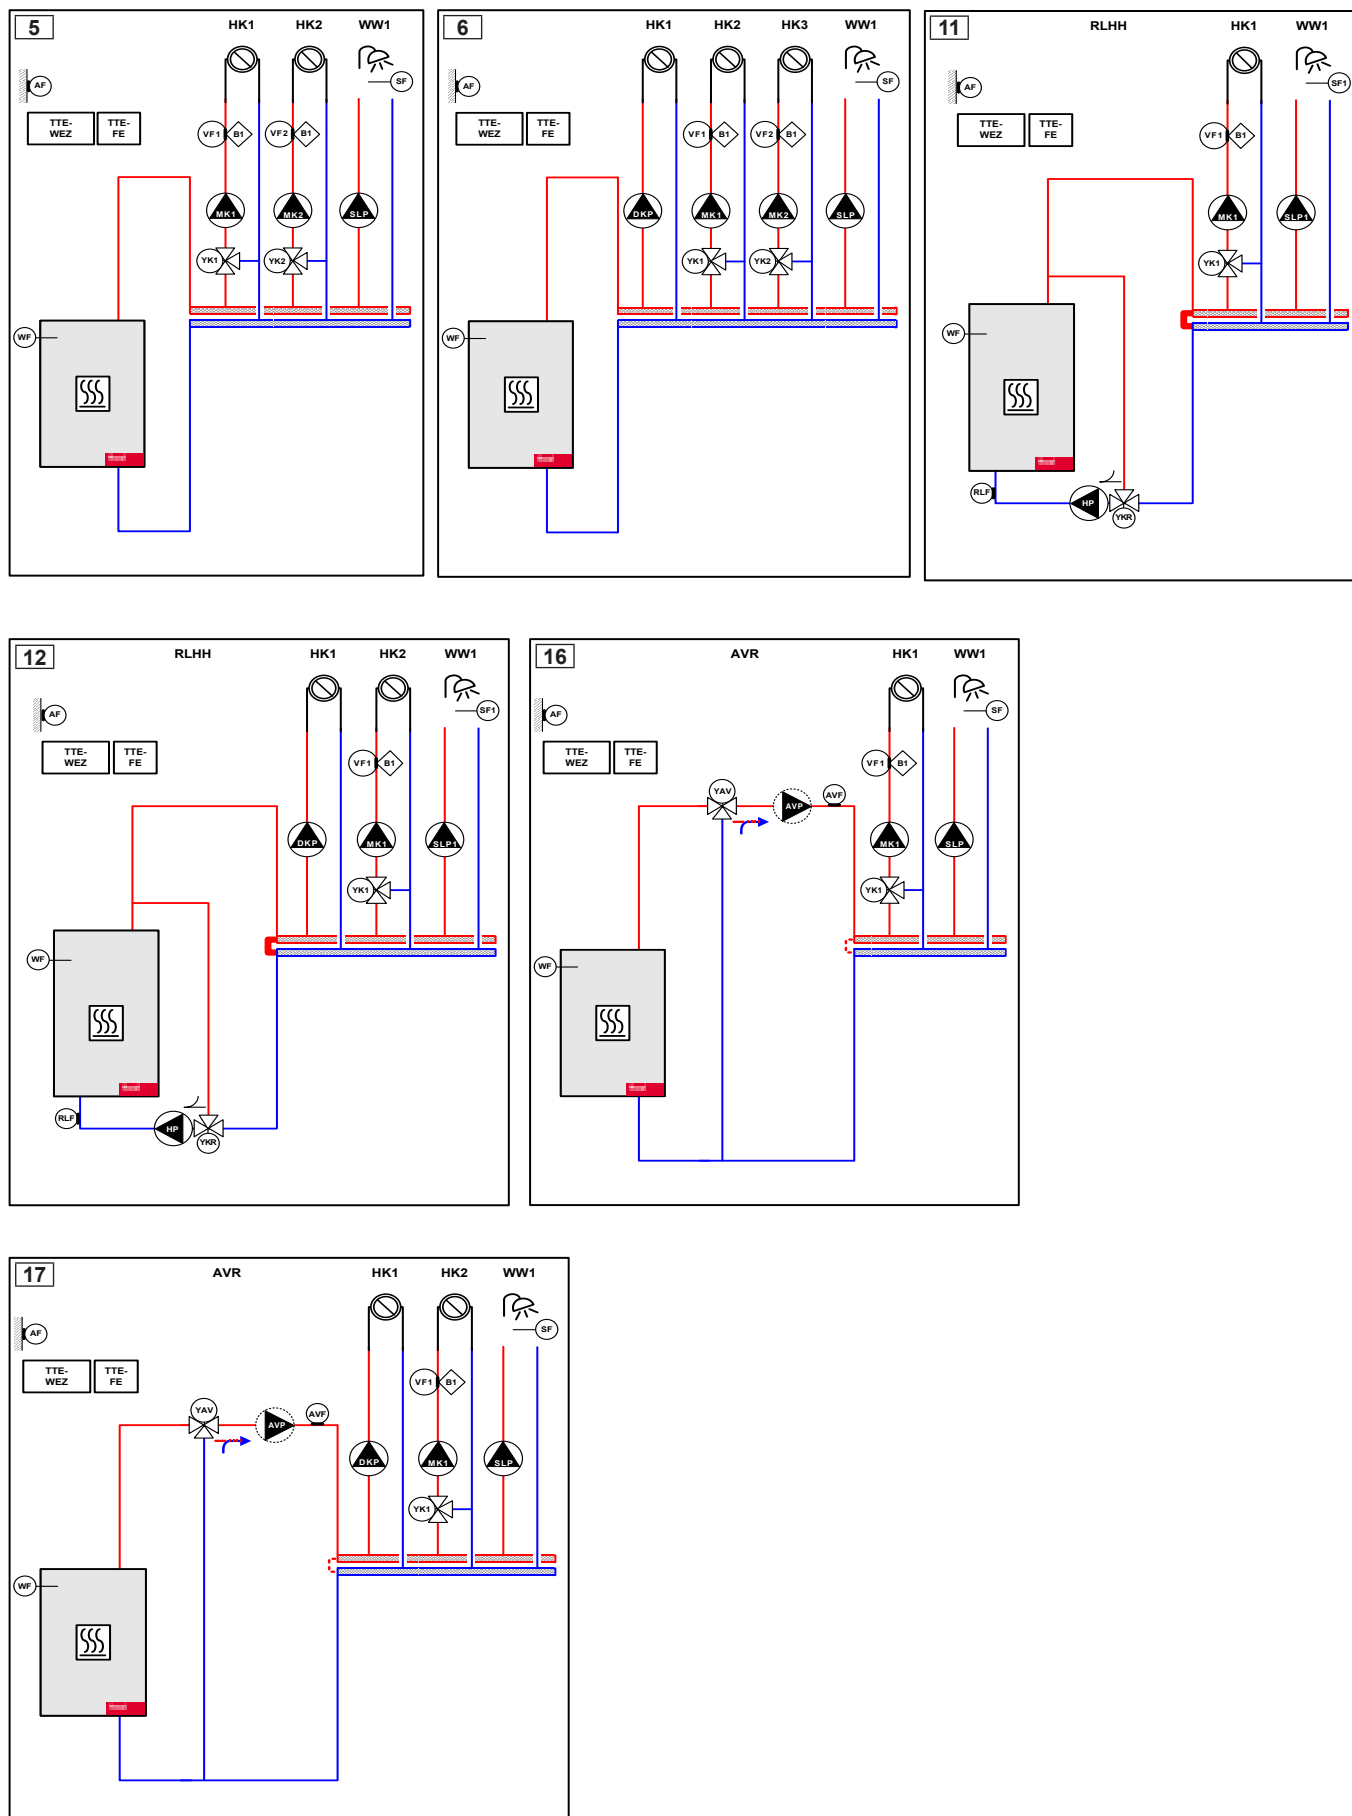 5 HK1 HK2 WW1
AF SF
TTE-
WEZ
TTE-
FE
VF1 B1 VF2 B1
MK1 MK2 SLP
YK1 YK2
WF
6 HK1 HK2 HK3 WW1
AF SF
TTE-
WEZ
TTE-
FE
VF1 B1 VF2 B1
DKP MK1 MK2 SLP
YK1 YK2
WF
11 RLHH HK1 WW1
AF SF1
TTE-
WEZ
TTE-
FE
VF1 B1
MK1 SLP1
YK1
WF
RLF HP
YKR
12 RLHH HK1 HK2 WW1
AF SF1
TTE-
WEZ
TTE-
FE
VF1 B1
DKP MK1 SLP1
YK1
WF
RLF HP
YKR
16 AVR HK1 WW1
AF SF
TTE-
WEZ
TTE-
FE
VF1 B1
YAV AVP AVF
MK1 SLP
YK1
WF
17 AVR HK1 HK2 WW1
AF SF
TTE-
WEZ
TTE-
FE
VF1 B1
YAV AVP AVF
DKP MK1 SLP
YK1
WF